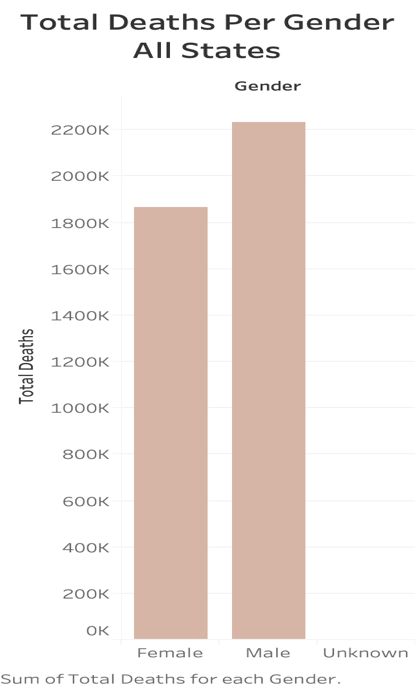 Total Deaths Per Gender
All States
Gender
2200K
2000K
1800K
1600K
1400K
1200K
1000K
800K
600K
400K
200K
0K
Total Deaths
Female Male Unknown
Sum of Total Deaths for each Gender.